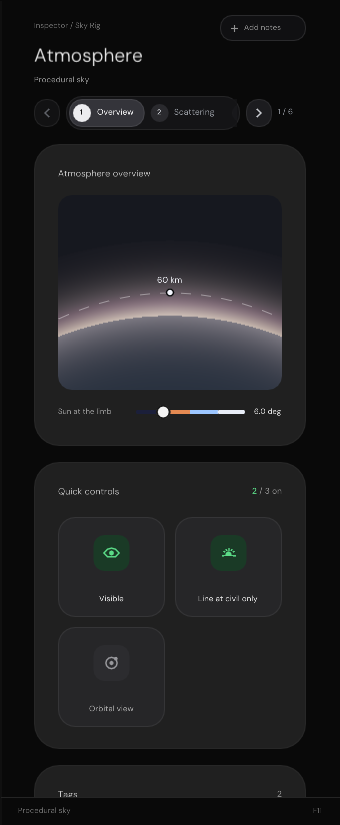 Inspector / Sky Rig
Add notes
Atmosphere
Procedural sky
1 Overview 2 Scattering 1 / 6
Atmosphere overview
60 km
Sun at the limb 6.0 deg
Quick controls 2 / 3 on
Visible Line at civil only
Orbital view
Tags 2
Procedural sky F11